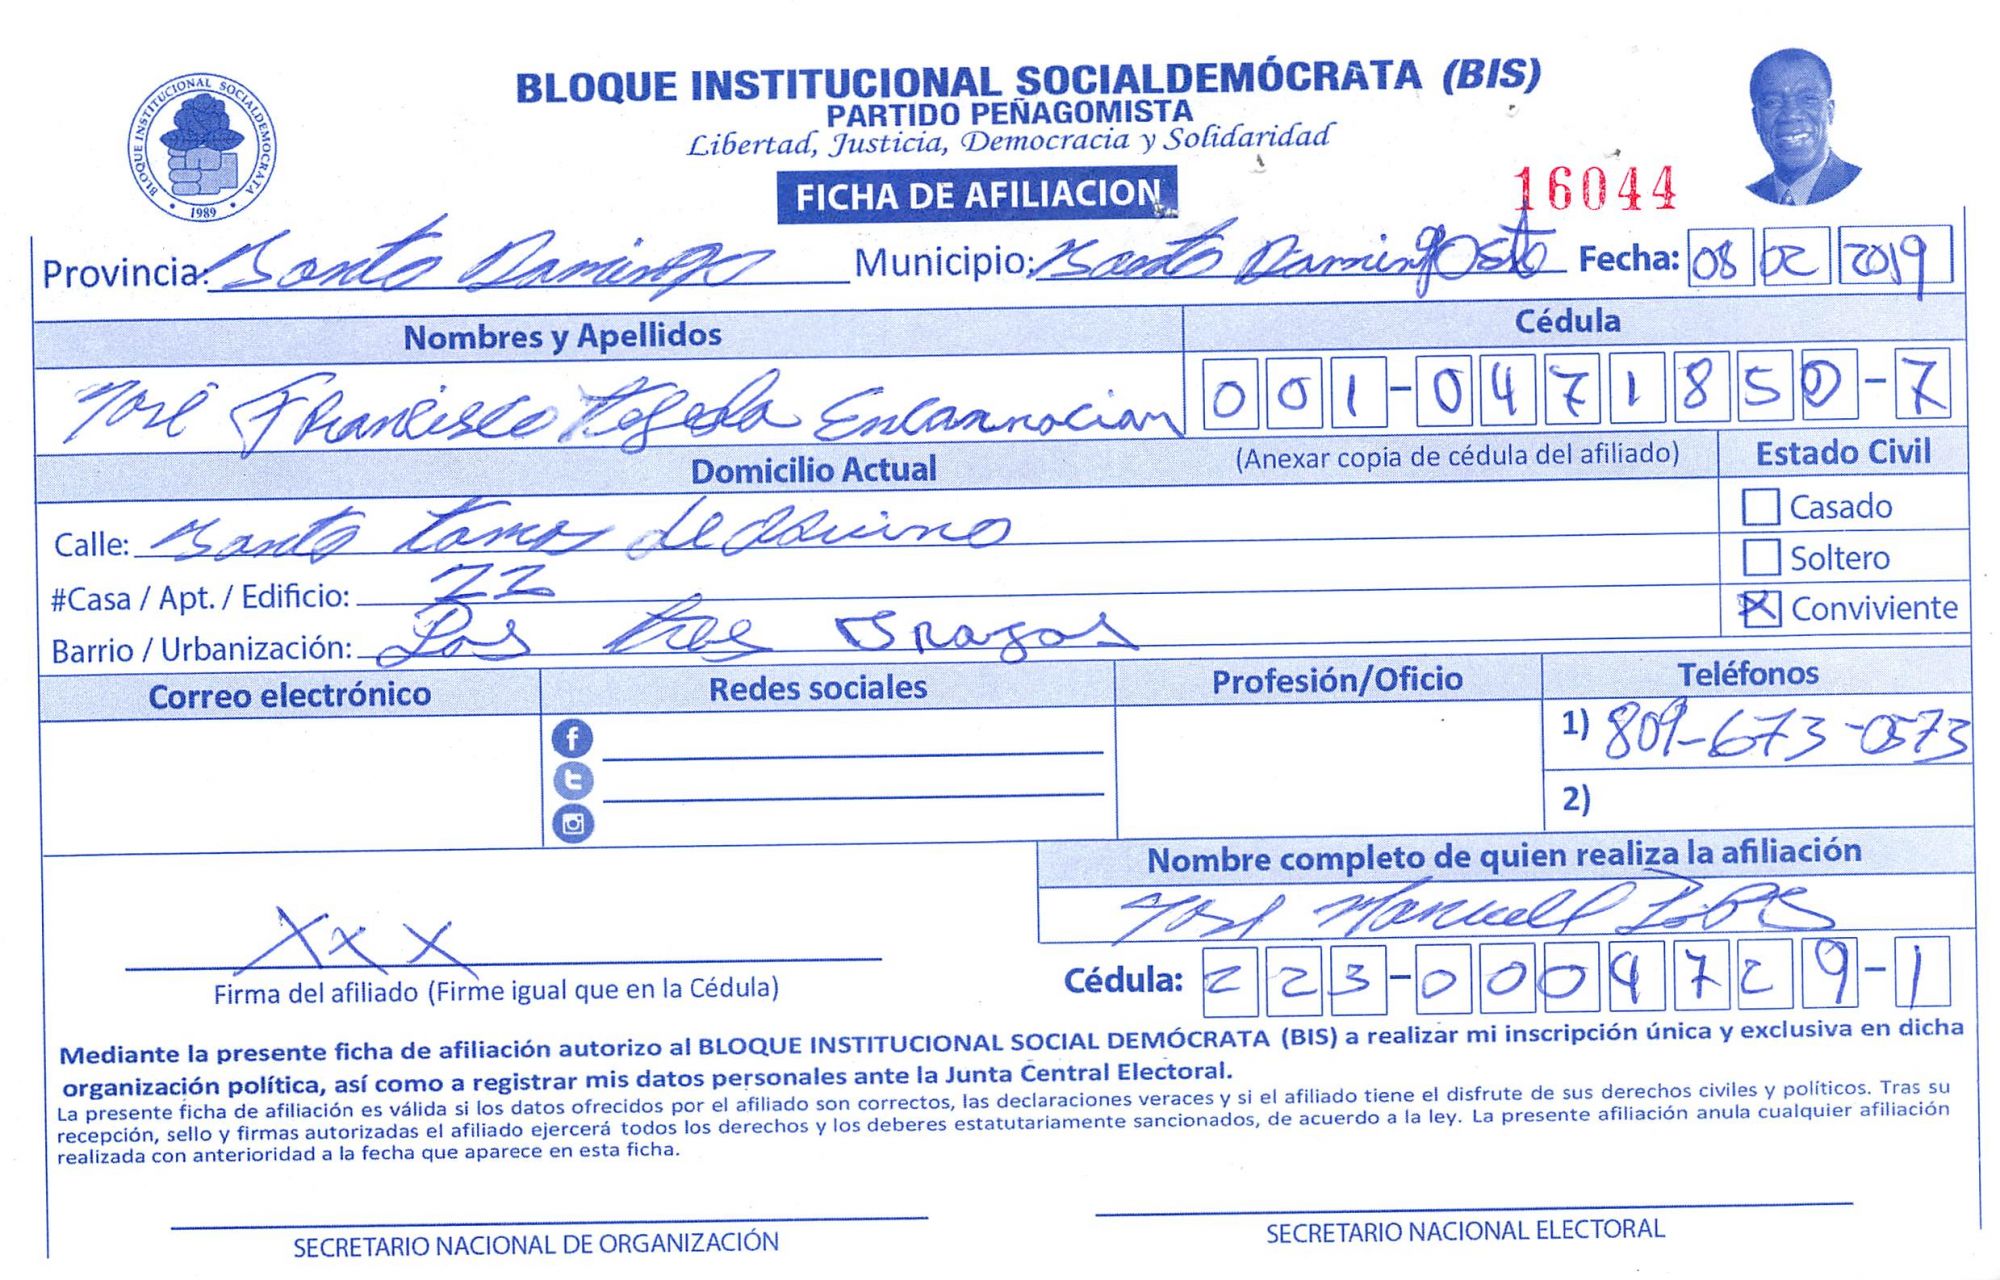 BLOQUE INSTITUCIONAL SOCIALDEMÓCRATA (BIS)
PARTIDO PEÑAGOMISTA
Libertad, Justicia, Democracia y Solidaridad
BLOQUE INSTITUCIONAL SOCIALDEMOCRATA
1989
FICHA DE AFILIACION
16044
Provincia: Santo Domingo Municipio: Santo Domingo Este Fecha: 08 02 2019
Nombres y Apellidos Cédula
José Francisco Tejeda Encarnacion 001-0471850-7
Domicilio Actual (Anexar copia de cédula del afiliado) Estado Civil
Calle: Santo Tomas de Aquino
Casado
Soltero
#Casa / Apt. / Edificio: 22
X Conviviente
Barrio / Urbanización: Los tres Brazos
Correo electrónico Redes sociales Profesión/Oficio Teléfonos
1) 809-673-0573
2)
Nombre completo de quien realiza la afiliación
José Manuell
XXX
Firma del afiliado (Firme igual que en la Cédula)
Cédula: 223-0004729-1
Mediante la presente ficha de afiliación autorizo al BLOQUE INSTITUCIONAL SOCIAL DEMÓCRATA (BIS) a realizar mi inscripción única y exclusiva en dicha
organización política, así como a registrar mis datos personales ante la Junta Central Electoral.
La presente ficha de afiliación es válida si los datos ofrecidos por el afiliado son correctos, las declaraciones veraces y si el afiliado tiene el disfrute de sus derechos civiles y políticos. Tras su
recepción, sello y firmas autorizadas el afiliado ejercerá todos los derechos y los deberes estatutariamente sancionados, de acuerdo a la ley. La presente afiliación anula cualquier afiliación
realizada con anterioridad a la fecha que aparece en esta ficha.
SECRETARIO NACIONAL DE ORGANIZACIÓN SECRETARIO NACIONAL ELECTORAL